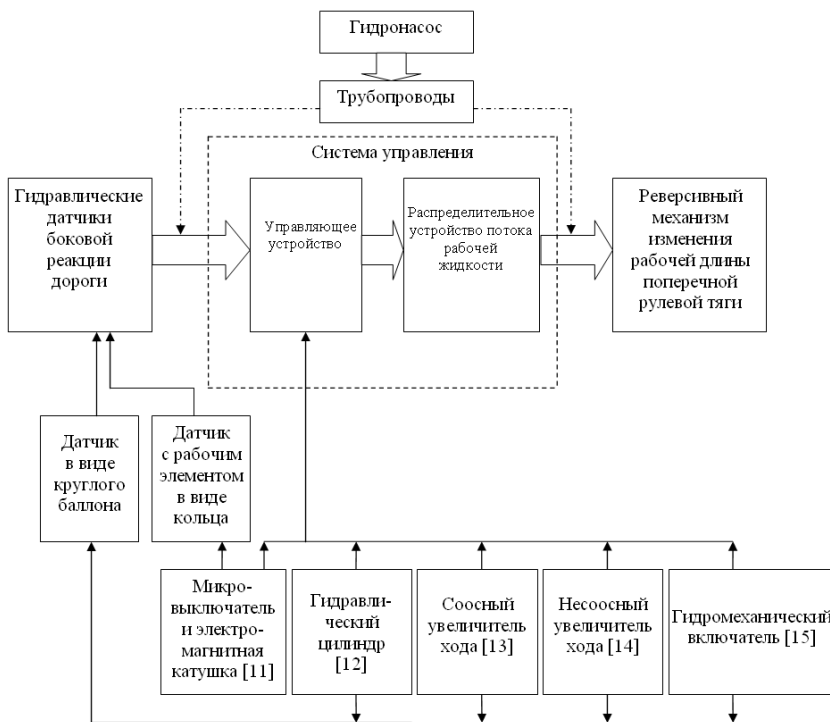 Гидронасос
Трубопроводы
Система управления
Гидравлические
датчики
боковой
реакции
дороги
Управляющее
устройство
Распределительное
устройство потока
рабочей
жидкости
Реверсивный
механизм
изменения
рабочей длины
поперечной
рулевой тяги
Датчик
в виде
круглого
баллона
Датчик
с рабочим
элементом
в виде
кольца
Микро-
выключатель
и электро-
магнитная
катушка [11]
Гидравли-
ческий
цилиндр
[12]
Соосный
увеличитель
хода [13]
Несоосный
увеличитель
хода [14]
Гидромеханический
включатель [15]